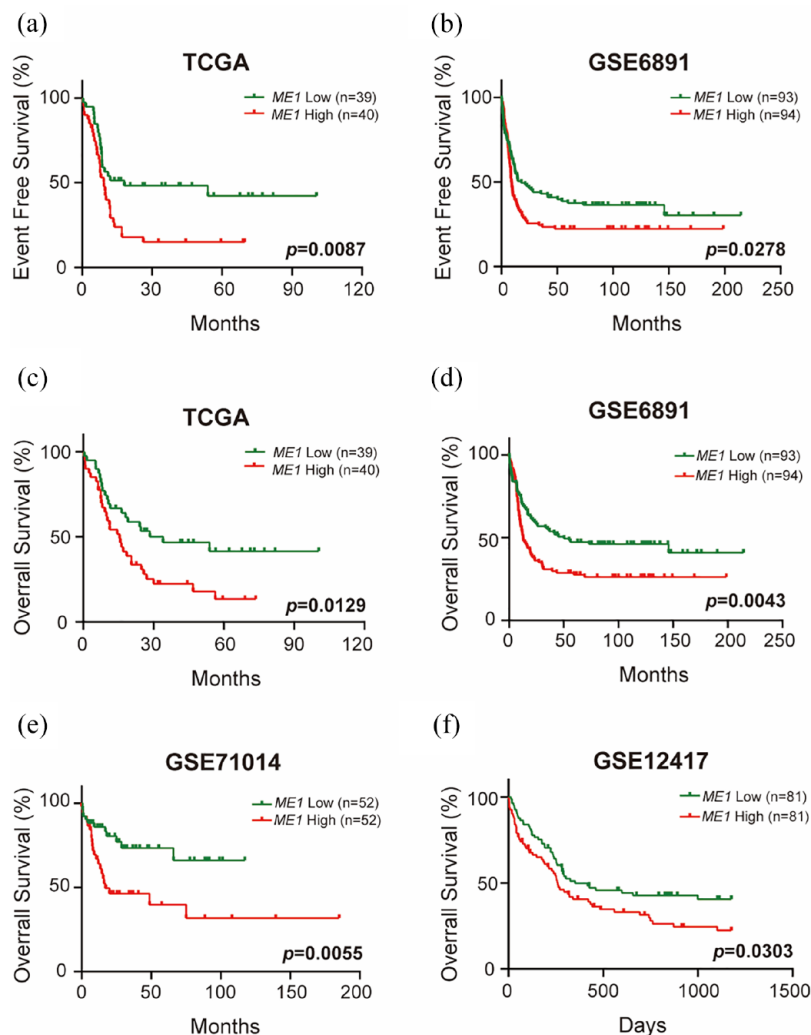 (a)
TCGA
Event Free Survival (%)
100
50
0
0 30 60 90 120
Months
ME1 Low (n=39)
ME1 High (n=40)
p=0.0087
(b)
GSE6891
Event Free Survival (%)
100
50
0
0 50 100 150 200 250
Months
ME1 Low (n=93)
ME1 High (n=94)
p=0.0278
(c)
TCGA
Overrall Survival (%)
100
50
0
0 30 60 90 120
Months
ME1 Low (n=39)
ME1 High (n=40)
p=0.0129
(d)
GSE6891
Overrall Survival (%)
100
50
0
0 50 100 150 200 250
Months
ME1 Low (n=93)
ME1 High (n=94)
p=0.0043
(e)
GSE71014
Overrall Survival (%)
100
50
0
0 50 100 150 200
Months
ME1 Low (n=52)
ME1 High (n=52)
p=0.0055
(f)
GSE12417
Overrall Survival (%)
100
50
0
0 500 1000 1500
Days
ME1 Low (n=81)
ME1 High (n=81)
p=0.0303